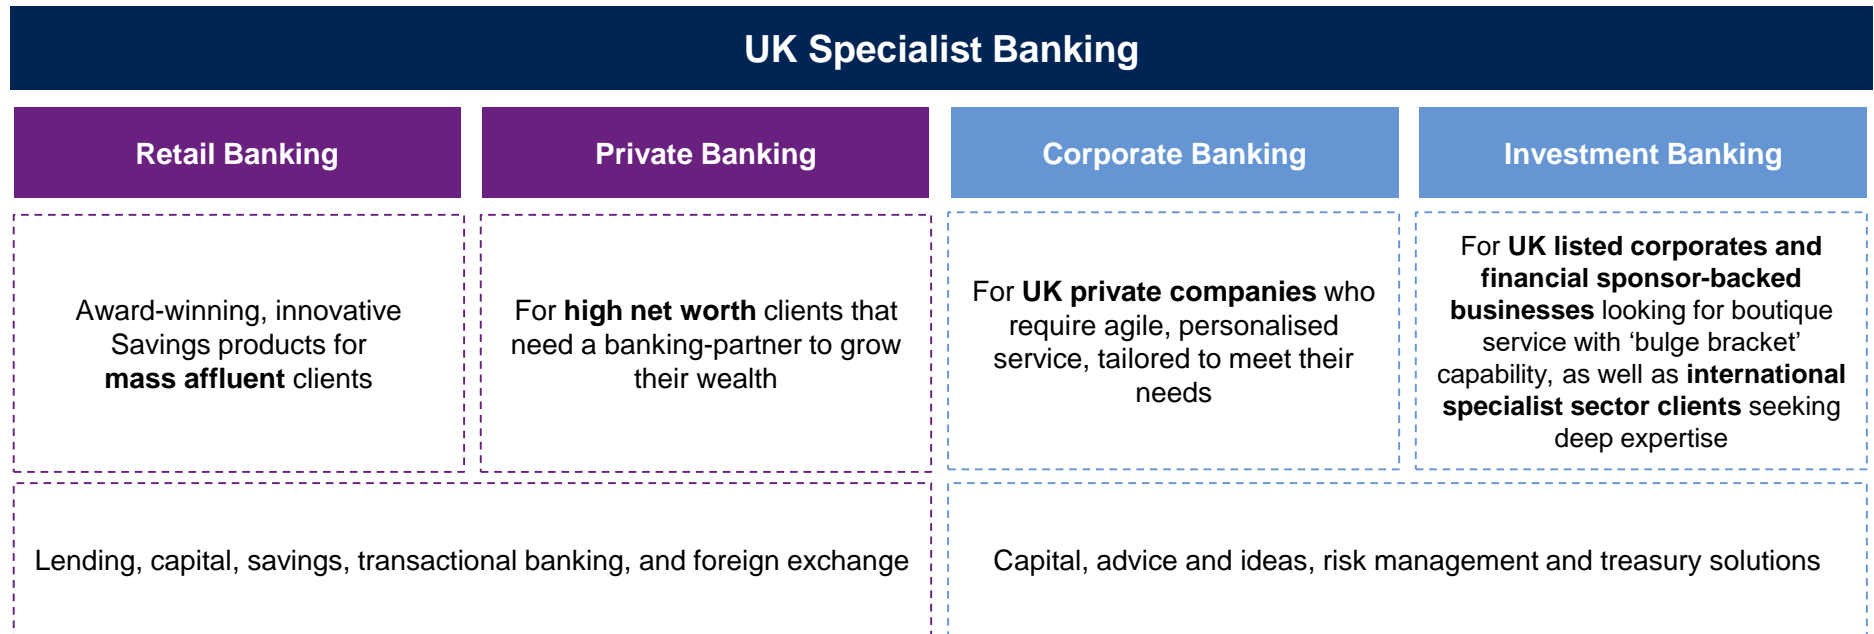 UK Specialist Banking
Retail Banking
Private Banking
Corporate Banking
Investment Banking
Award-winning, innovative
Savings products for
mass affluent clients
For high net worth clients that
need a banking-partner to grow
their wealth
For UK private companies who
require agile, personalised
service, tailored to meet their
needs
For UK listed corporates and
financial sponsor-backed
businesses looking for boutique
service with ‘bulge bracket’
capability, as well as international
specialist sector clients seeking
deep expertise
Lending, capital, savings, transactional banking, and foreign exchange
Capital, advice and ideas, risk management and treasury solutions